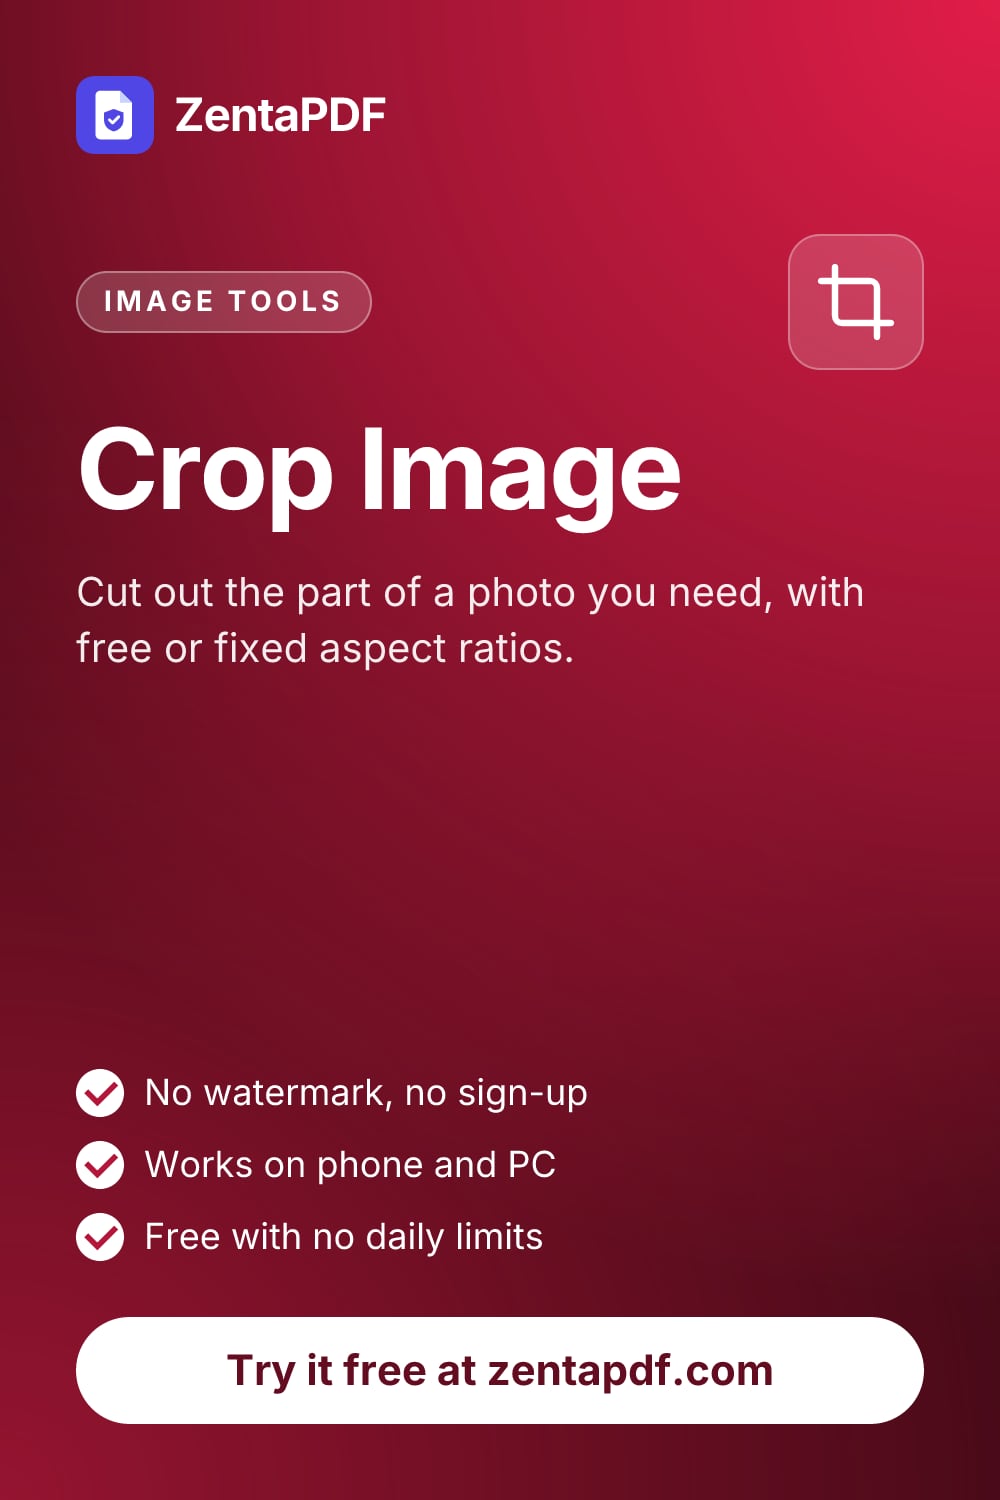 ZentaPDF
IMAGE TOOLS
Crop Image
Cut out the part of a photo you need, with
free or fixed aspect ratios.
No watermark, no sign-up
Works on phone and PC
Free with no daily limits
Try it free at zentapdf.com